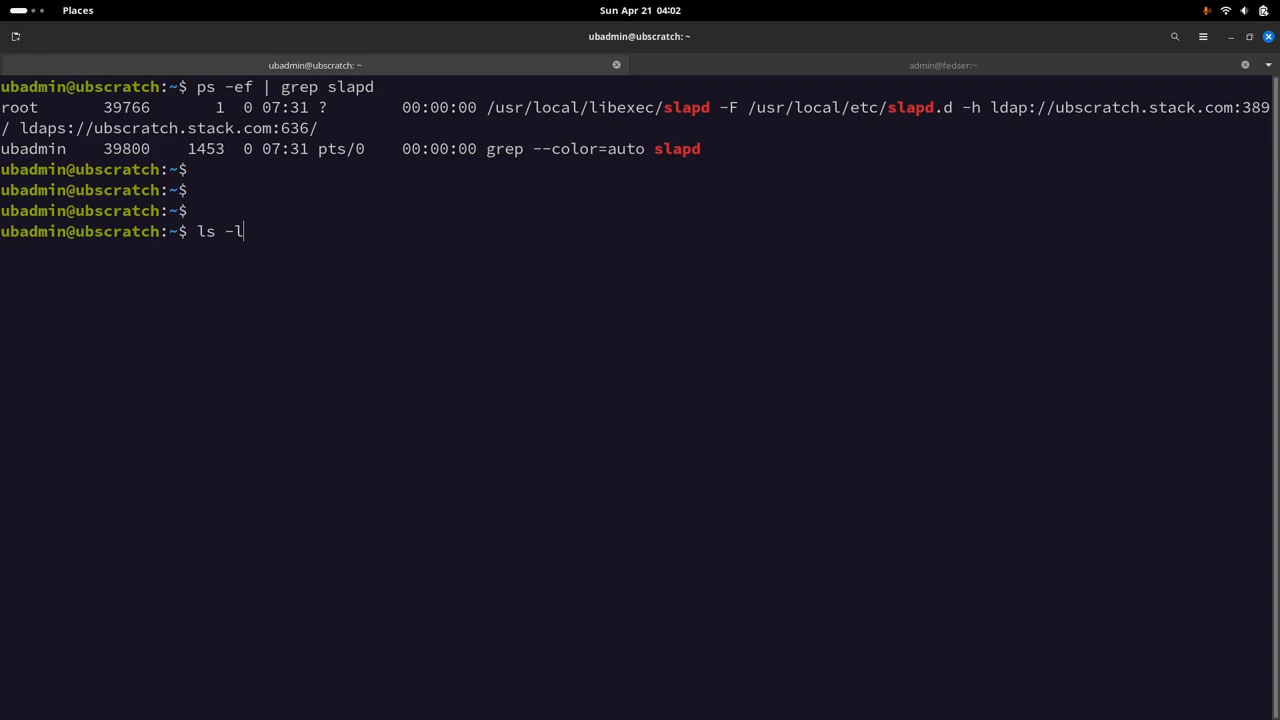 Places
Sun Apr 21 04:02
ubadmin@ubscratch: ~
ubadmin@ubscratch: ~
admin@fedser:~
ubadmin@ubscratch:~$ ps -ef | grep slapd
root 39766 1 0 07:31 ? 00:00:00 /usr/local/libexec/slapd -F /usr/local/etc/slapd.d -h ldap://ubscratch.stack.com:389
/ ldaps://ubscratch.stack.com:636/
ubadmin 39800 1453 0 07:31 pts/0 00:00:00 grep --color=auto slapd
ubadmin@ubscratch:~$
ubadmin@ubscratch:~$
ubadmin@ubscratch:~$
ubadmin@ubscratch:~$ ls -l